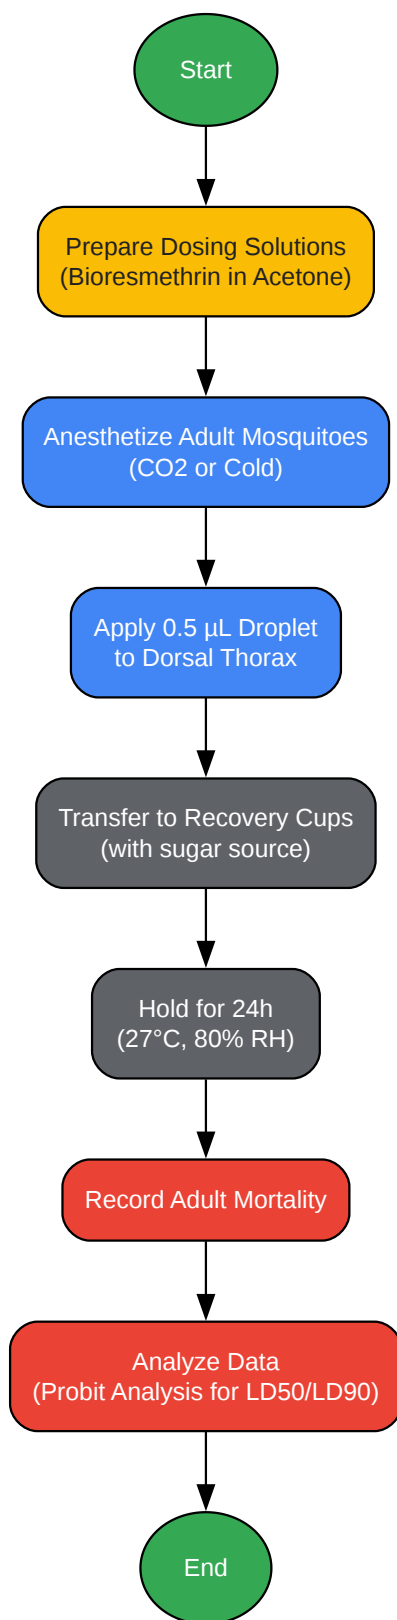 Start
Prepare Dosing Solutions
(Bioresmethrin in Acetone)
Anesthetize Adult Mosquitoes
(CO2 or Cold)
Apply 0.5 µL Droplet
to Dorsal Thorax
Transfer to Recovery Cups
(with sugar source)
Hold for 24h
(27°C, 80% RH)
Record Adult Mortality
Analyze Data
(Probit Analysis for LD50/LD90)
End